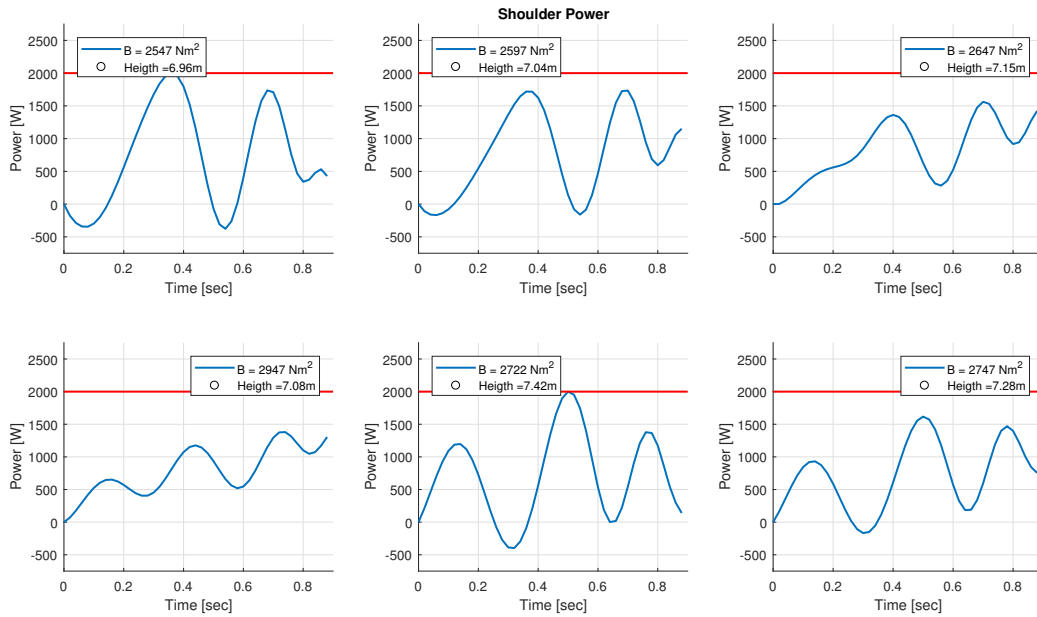 Shoulder Power
2500
2000
1500
1000
500
0
-500
Power [W]
B = 2547 Nm²
Heigth =6.96m
0 0.2 0.4 0.6 0.8
Time [sec]
2500
2000
1500
1000
500
0
-500
Power [W]
B = 2597 Nm²
Heigth =7.04m
0 0.2 0.4 0.6 0.8
Time [sec]
2500
2000
1500
1000
500
0
-500
Power [W]
B = 2647 Nm²
Heigth =7.15m
0 0.2 0.4 0.6 0.8
Time [sec]
2500
2000
1500
1000
500
0
-500
Power [W]
B = 2947 Nm²
Heigth =7.08m
0 0.2 0.4 0.6 0.8
Time [sec]
2500
2000
1500
1000
500
0
-500
Power [W]
B = 2722 Nm²
Heigth =7.42m
0 0.2 0.4 0.6 0.8
Time [sec]
2500
2000
1500
1000
500
0
-500
Power [W]
B = 2747 Nm²
Heigth =7.28m
0 0.2 0.4 0.6 0.8
Time [sec]